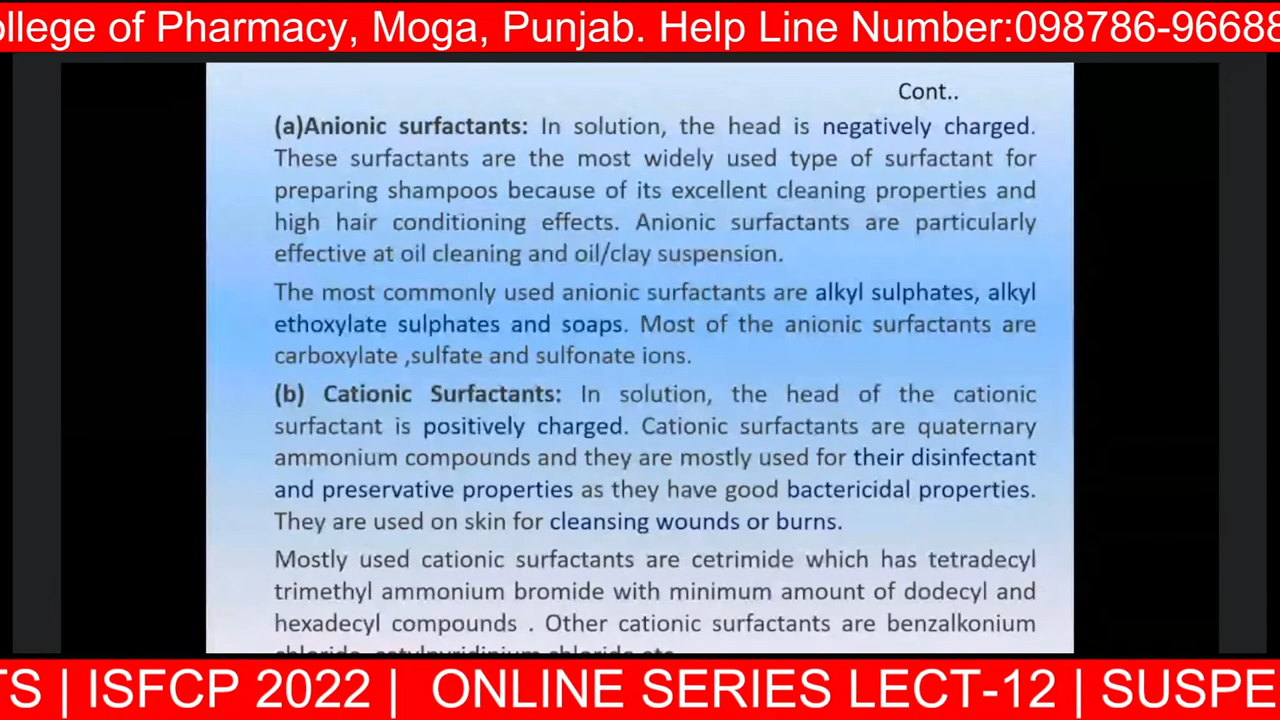 ollege of Pharmacy, Moga, Punjab. Help Line Number:098786-96688
Cont..
(a)Anionic surfactants: In solution, the head is negatively charged.
These surfactants are the most widely used type of surfactant for
preparing shampoos because of its excellent cleaning properties and
high hair conditioning effects. Anionic surfactants are particularly
effective at oil cleaning and oil/clay suspension.
The most commonly used anionic surfactants are alkyl sulphates, alkyl
ethoxylate sulphates and soaps. Most of the anionic surfactants are
carboxylate ,sulfate and sulfonate ions.
(b) Cationic Surfactants: In solution, the head of the cationic
surfactant is positively charged. Cationic surfactants are quaternary
ammonium compounds and they are mostly used for their disinfectant
and preservative properties as they have good bactericidal properties.
They are used on skin for cleansing wounds or burns.
Mostly used cationic surfactants are cetrimide which has tetradecyl
trimethyl ammonium bromide with minimum amount of dodecyl and
hexadecyl compounds . Other cationic surfactants are benzalkonium
TS | ISFCP 2022 | ONLINE SERIES LECT-12 | SUSPE